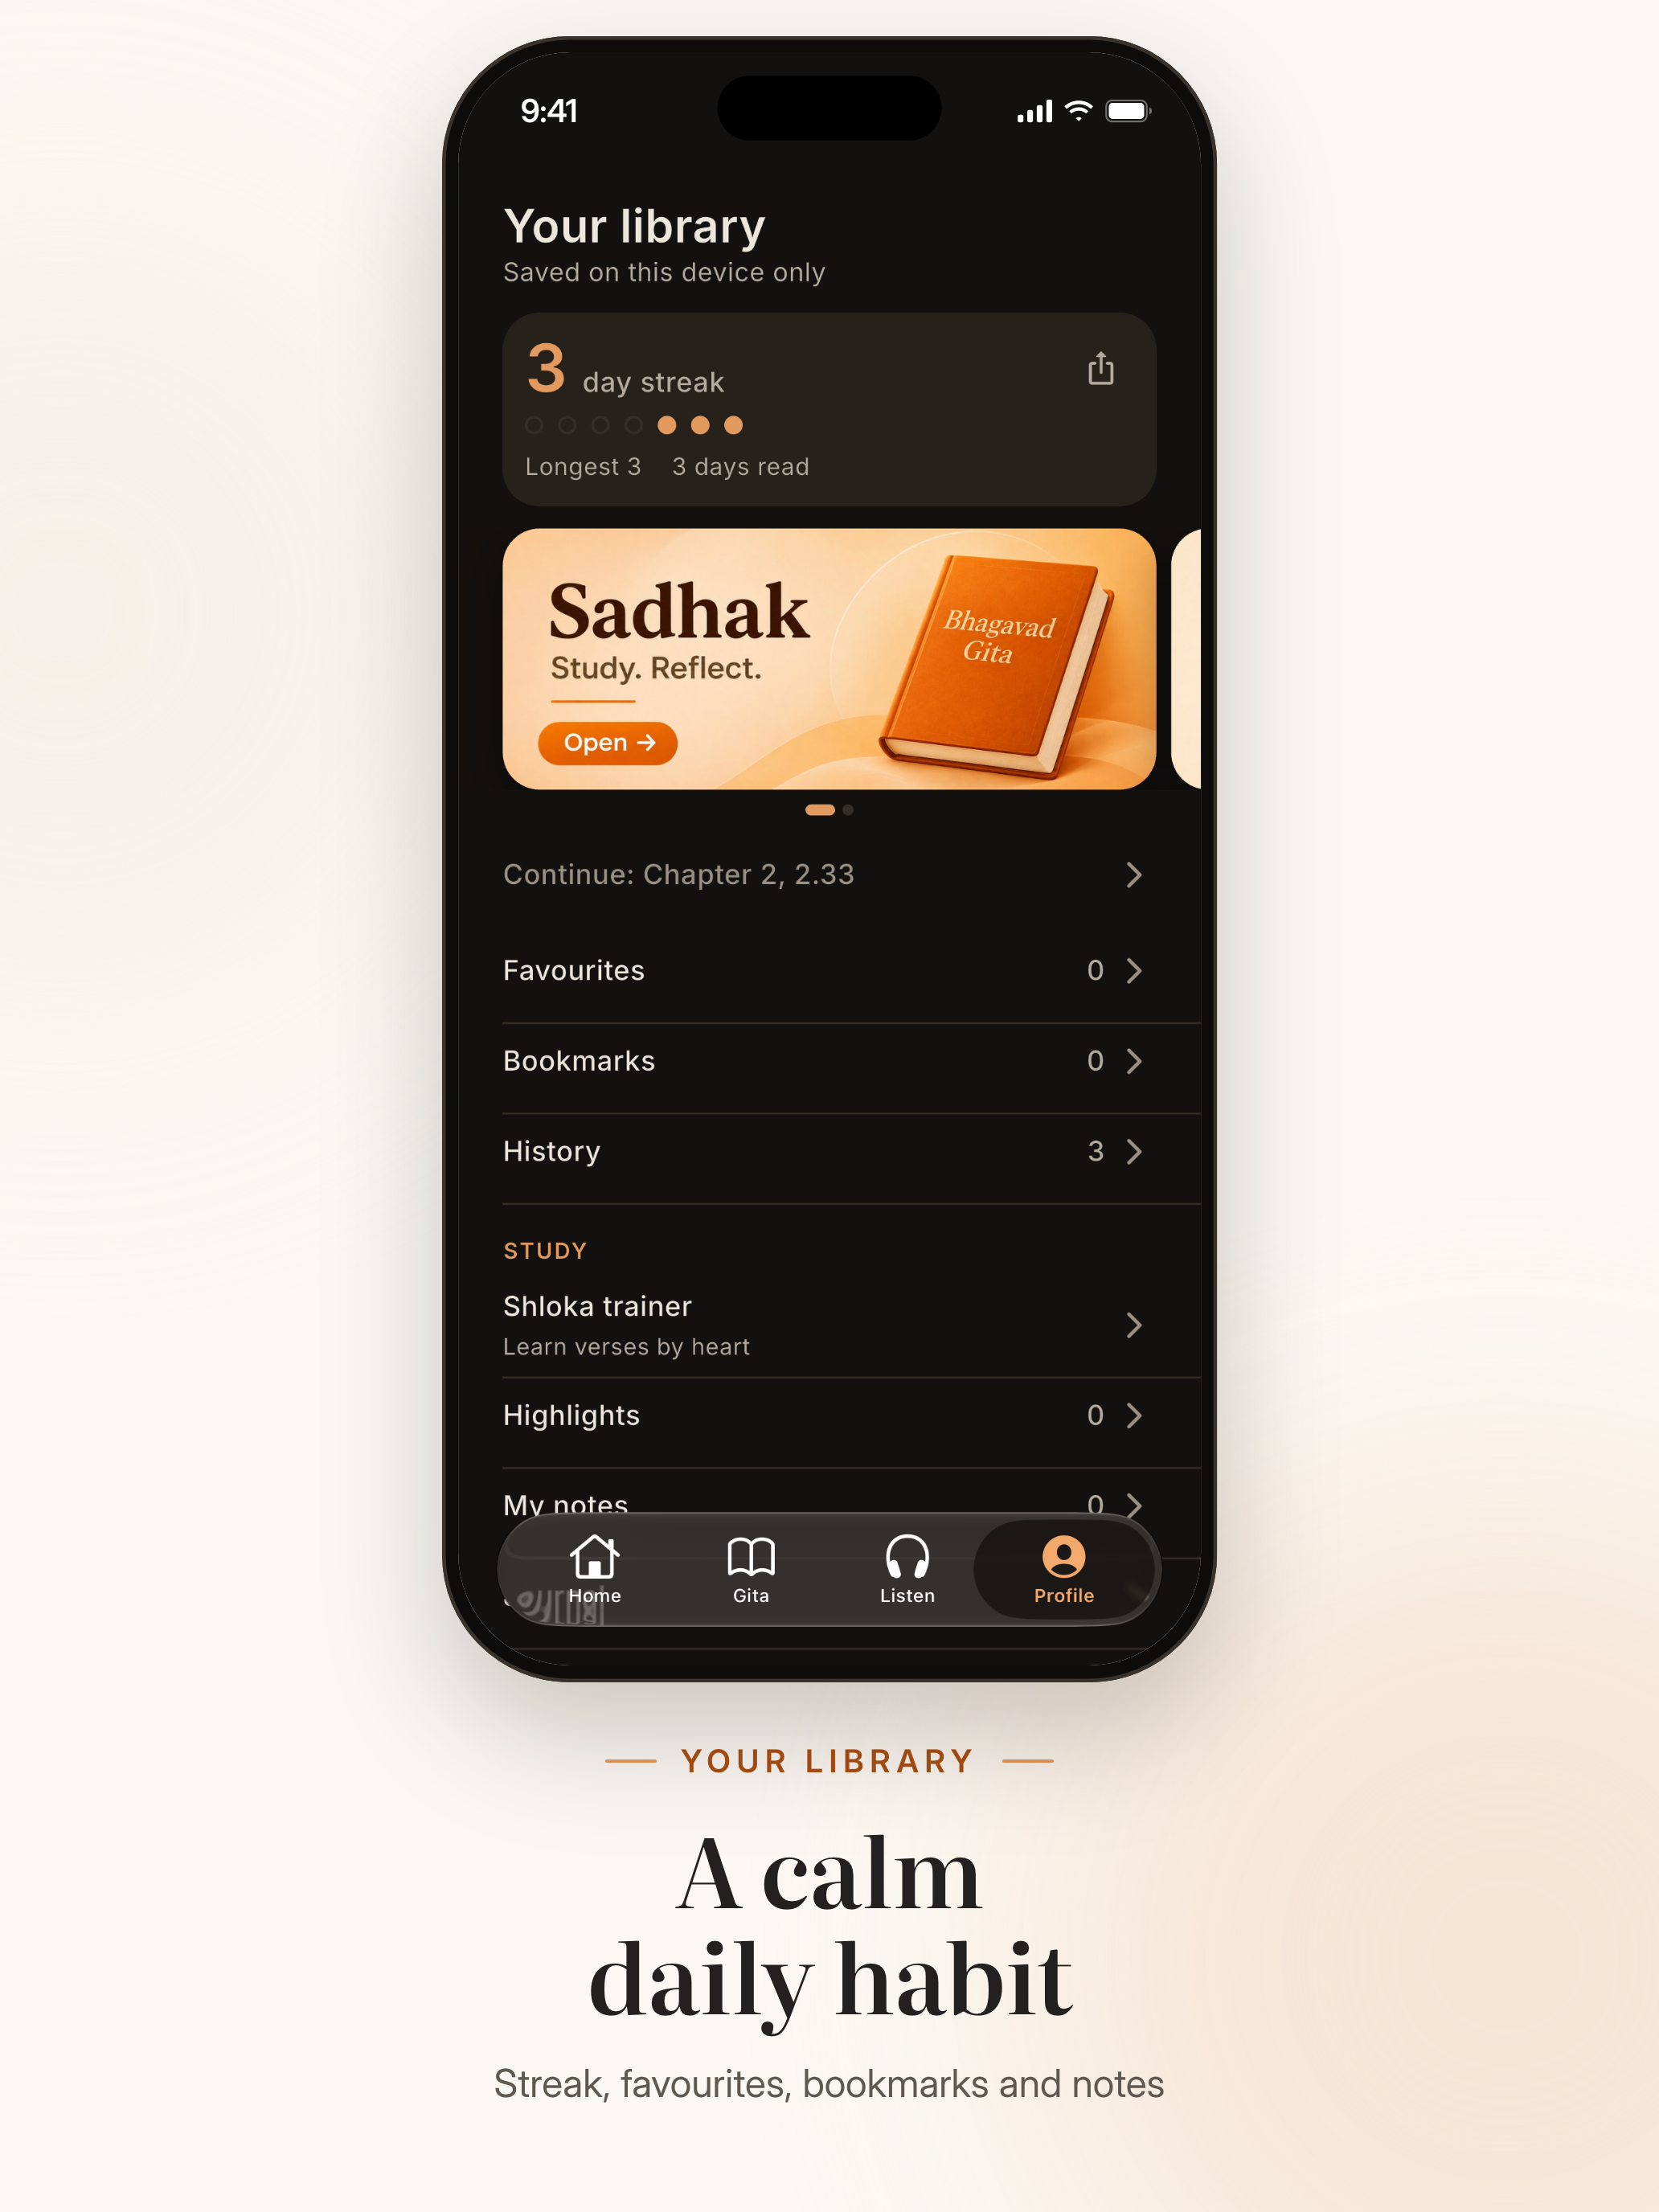 9:41
Your library
Saved on this device only
3 day streak
Longest 3 3 days read
Sadhak
Study. Reflect.
Open →
Bhagavad
Gita
Continue: Chapter 2, 2.33
Favourites 0
Bookmarks 0
History 3
STUDY
Shloka trainer
Learn verses by heart
Highlights 0
My notes 0
Home Gita Listen Profile
YOUR LIBRARY
A calm
daily habit
Streak, favourites, bookmarks and notes